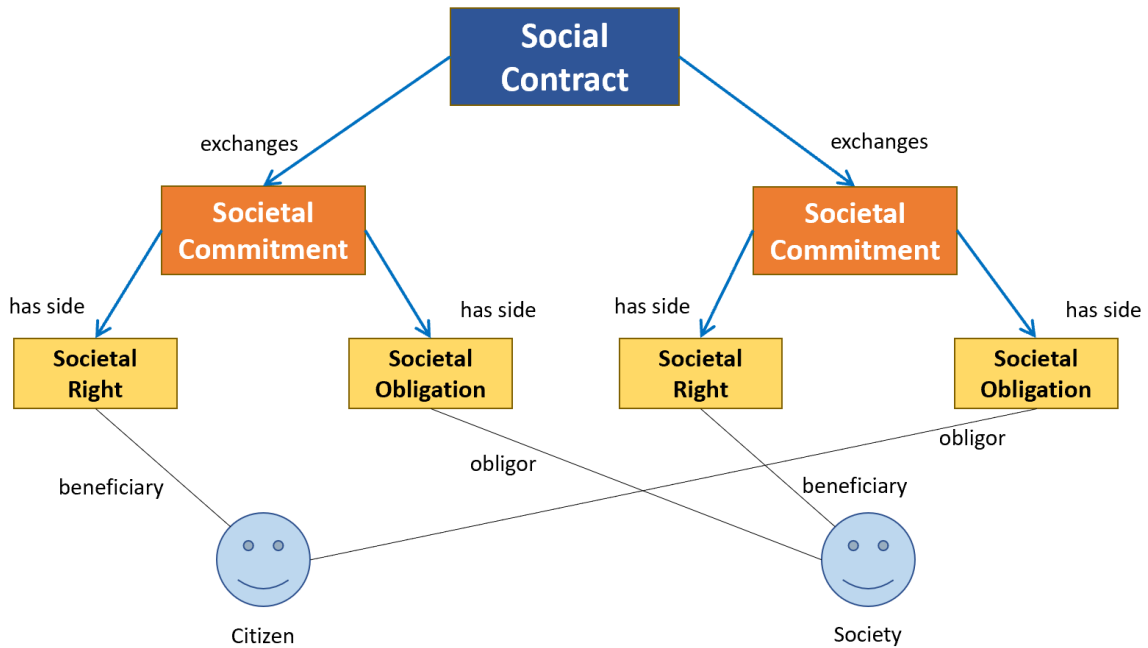 Social
Contract
exchanges
exchanges
Societal
Commitment
Societal
Commitment
has side
has side
has side
has side
Societal
Right
Societal
Obligation
Societal
Right
Societal
Obligation
beneficiary
obligor
beneficiary
obligor
Citizen
Society